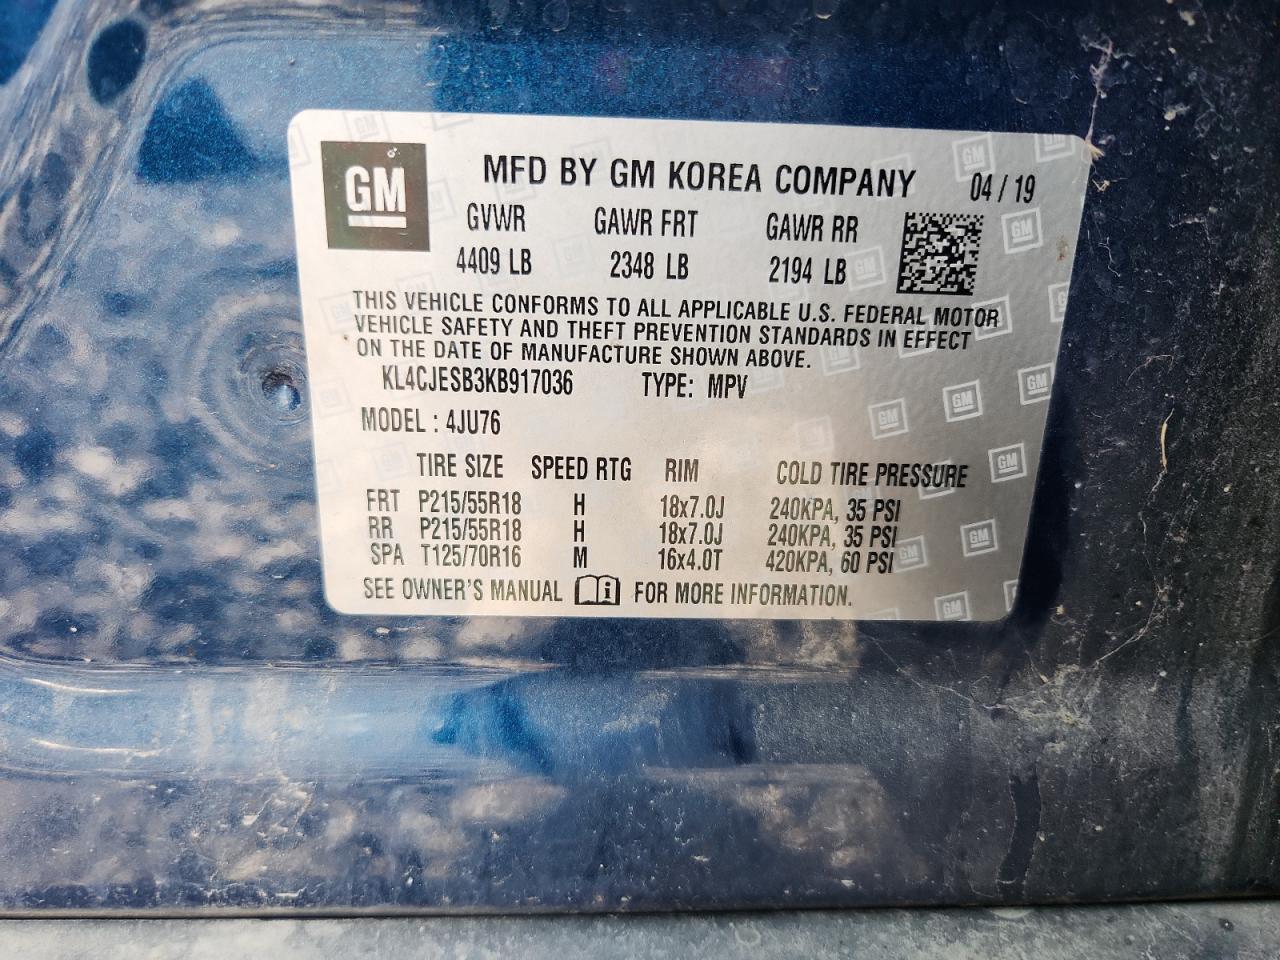 GM
MFD BY GM KOREA COMPANY 04 / 19
GVWR GAWR FRT GAWR RR
4409 LB 2348 LB 2194 LB
THIS VEHICLE CONFORMS TO ALL APPLICABLE U.S. FEDERAL MOTOR
VEHICLE SAFETY AND THEFT PREVENTION STANDARDS IN EFFECT
ON THE DATE OF MANUFACTURE SHOWN ABOVE.
KL4CJESB3KB917036 TYPE: MPV
MODEL : 4JU76
TIRE SIZE SPEED RTG RIM COLD TIRE PRESSURE
FRT P215/55R18 H 18x7.0J 240KPA, 35 PSI
RR P215/55R18 H 18x7.0J 240KPA, 35 PSI
SPA T125/70R16 M 16x4.0T 420KPA, 60 PSI
SEE OWNER'S MANUAL i FOR MORE INFORMATION.